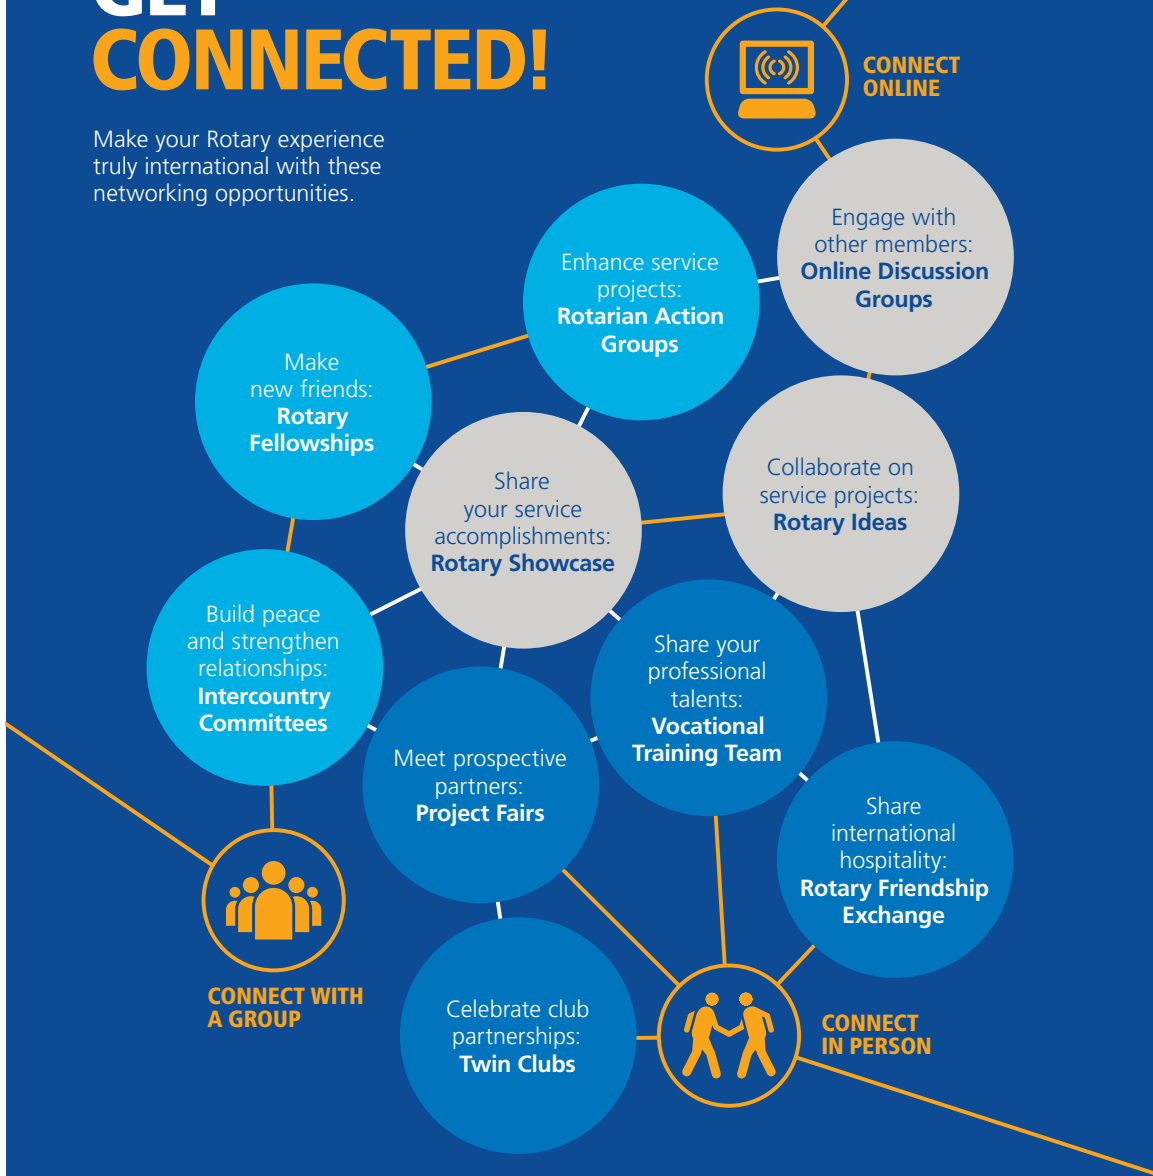 GET
CONNECTED!
Make your Rotary experience
truly international with these
networking opportunities.
CONNECT
ONLINE
Engage with
other members:
Online Discussion
Groups
Enhance service
projects:
Rotarian Action
Groups
Make
new friends:
Rotary
Fellowships
Share
your service
accomplishments:
Rotary Showcase
Collaborate on
service projects:
Rotary Ideas
Build peace
and strengthen
relationships:
Intercountry
Committees
Share your
professional
talents:
Vocational
Training Team
Meet prospective
partners:
Project Fairs
Share
international
hospitality:
Rotary Friendship
Exchange
CONNECT WITH
A GROUP
Celebrate club
partnerships:
Twin Clubs
CONNECT
IN PERSON